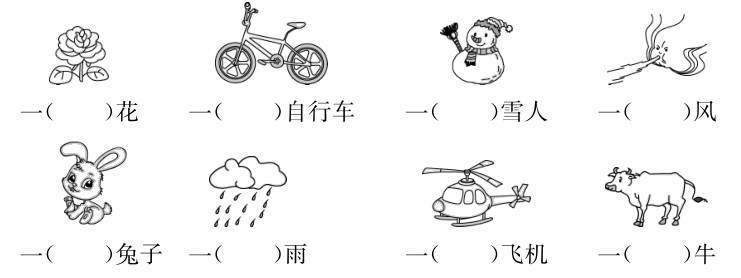 一(  )花 一(  )自行车 一(  )雪人 一(  )风
一(  )兔子 一(  )雨 一(  )飞机 一(  )牛